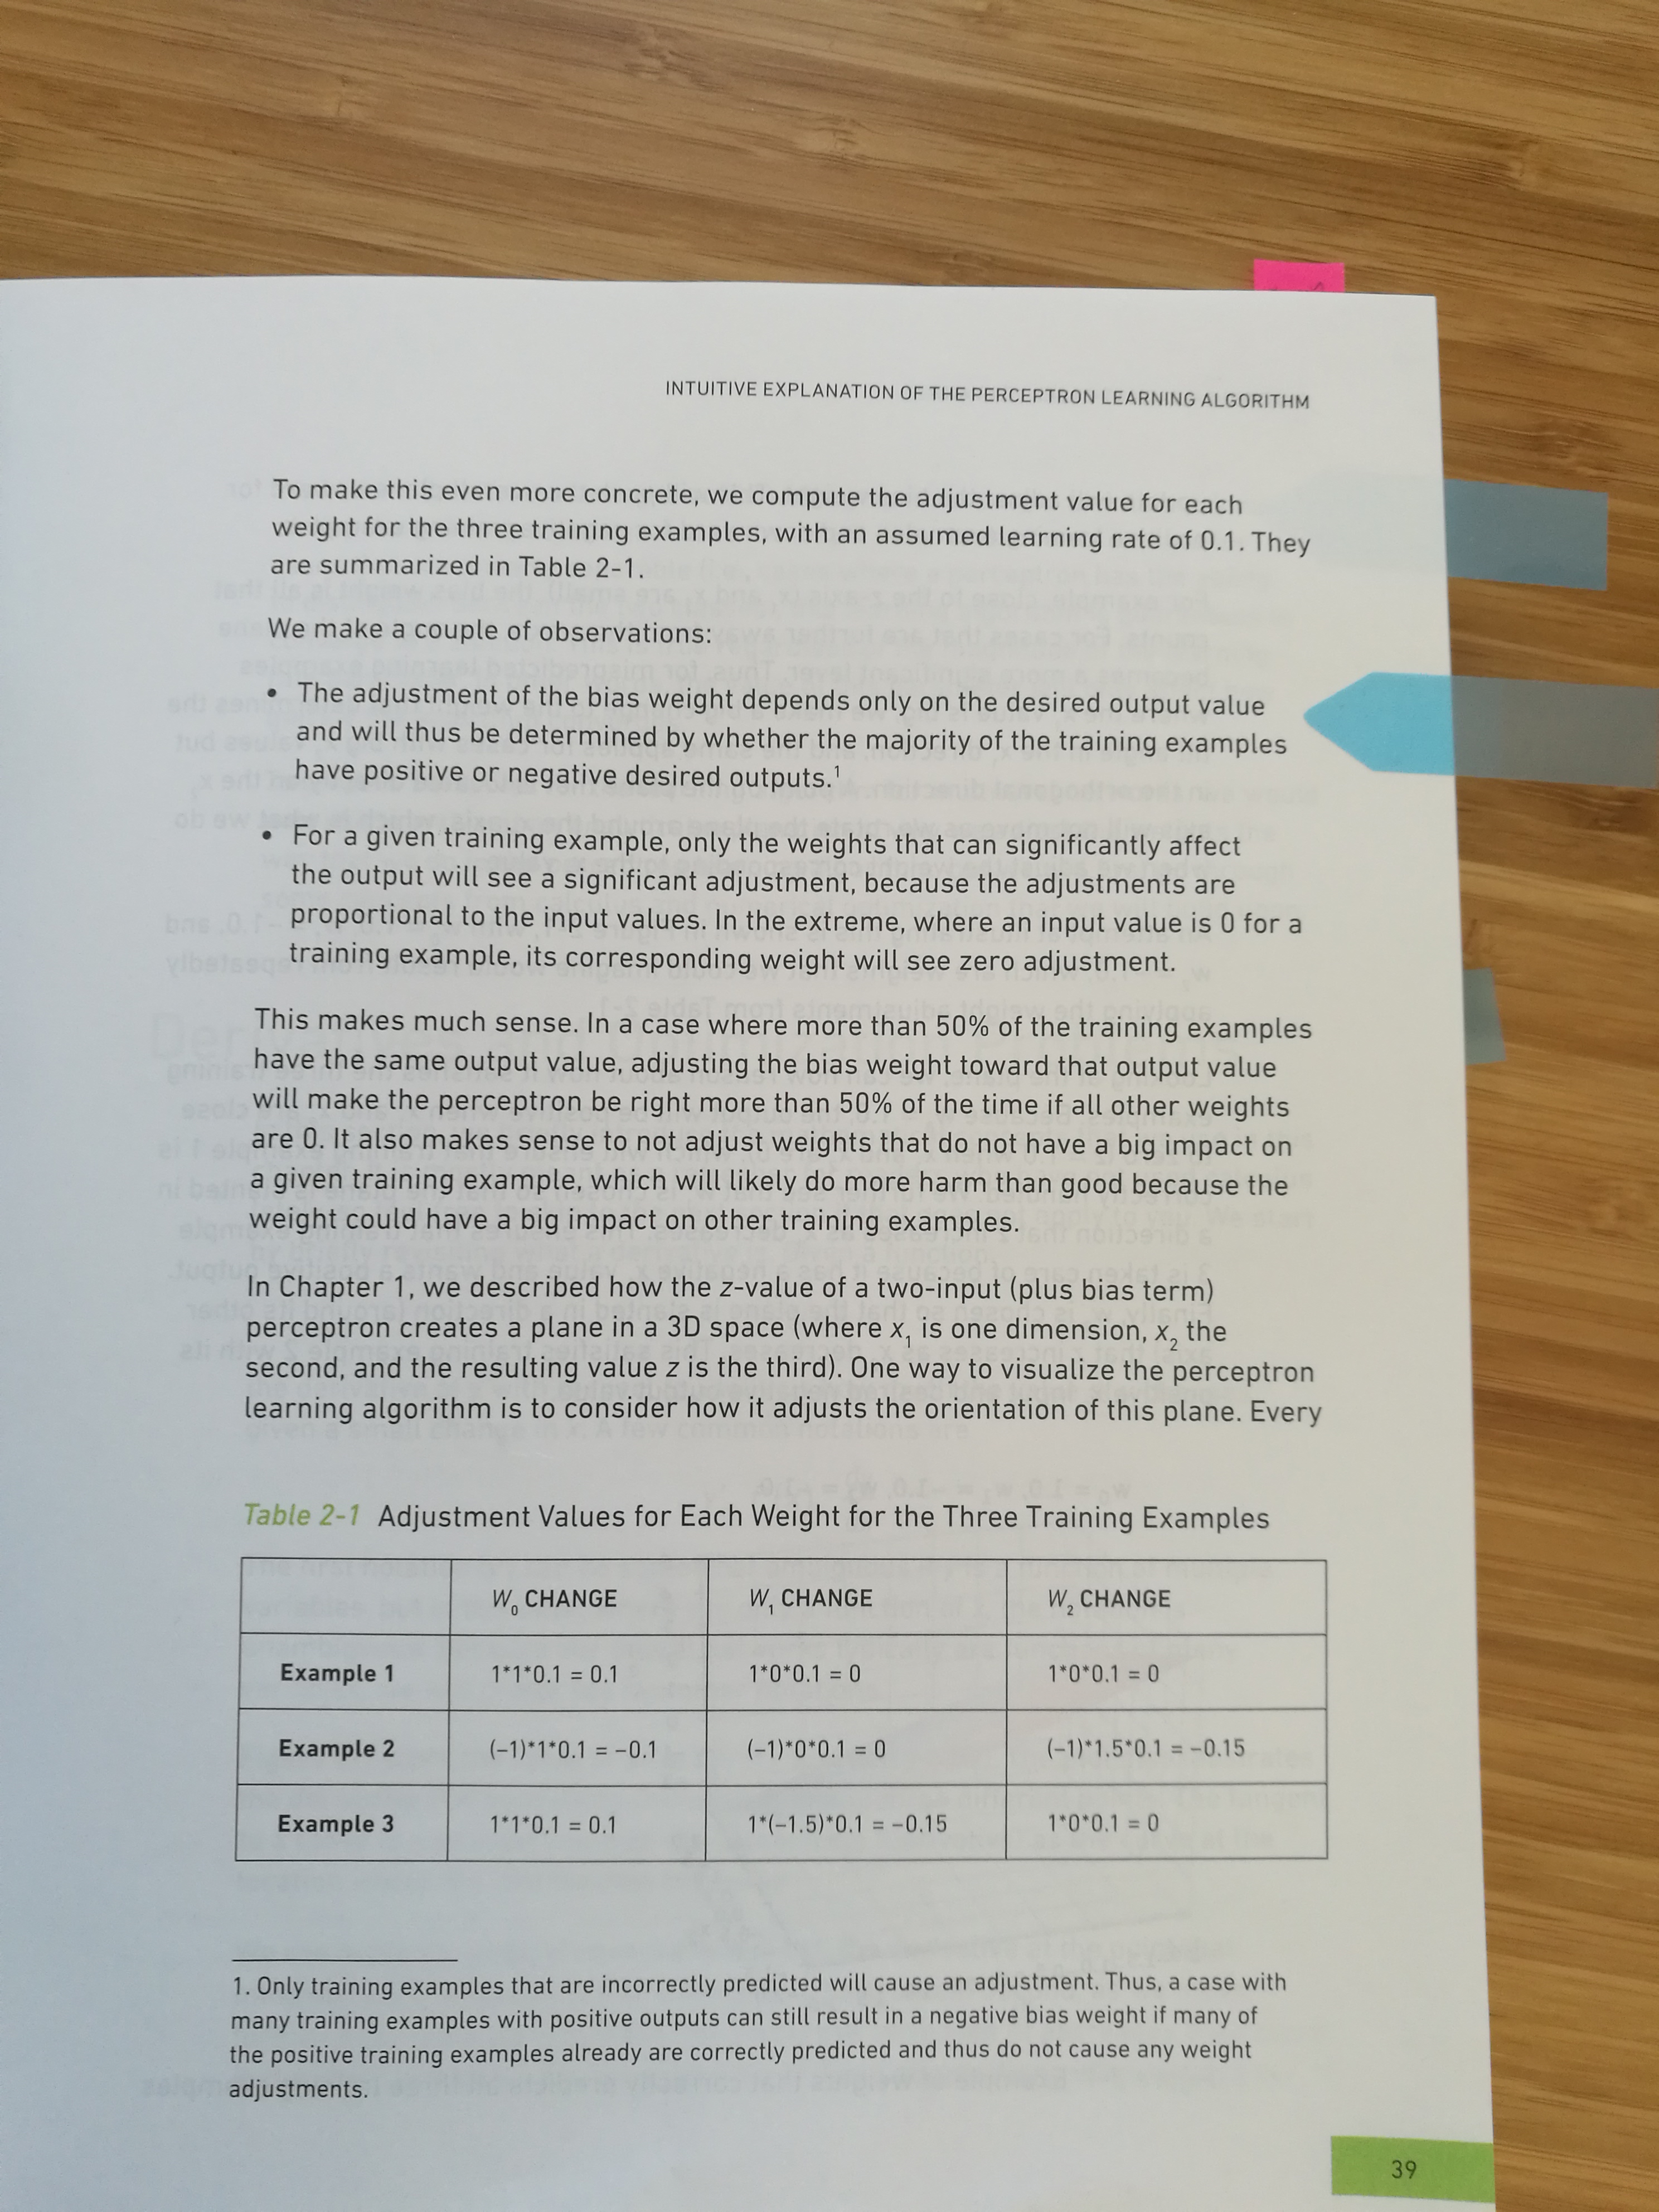 INTUITIVE EXPLANATION OF THE PERCEPTRON LEARNING ALGORITHM
To make this even more concrete, we compute the adjustment value for each
weight for the three training examples, with an assumed learning rate of 0.1. They
are summarized in Table 2-1.
We make a couple of observations:
• The adjustment of the bias weight depends only on the desired output value
and will thus be determined by whether the majority of the training examples
have positive or negative desired outputs.¹
• For a given training example, only the weights that can significantly affect
the output will see a significant adjustment, because the adjustments are
proportional to the input values. In the extreme, where an input value is 0 for a
training example, its corresponding weight will see zero adjustment.
This makes much sense. In a case where more than 50% of the training examples
have the same output value, adjusting the bias weight toward that output value
will make the perceptron be right more than 50% of the time if all other weights
are 0. It also makes sense to not adjust weights that do not have a big impact on
a given training example, which will likely do more harm than good because the
weight could have a big impact on other training examples.
In Chapter 1, we described how the z-value of a two-input (plus bias term)
perceptron creates a plane in a 3D space (where x₁ is one dimension, x₂ the
second, and the resulting value z is the third). One way to visualize the perceptron
learning algorithm is to consider how it adjusts the orientation of this plane. Every
Table 2-1 Adjustment Values for Each Weight for the Three Training Examples
W₀ CHANGE W₁ CHANGE W₂ CHANGE
Example 1 1*1*0.1 = 0.1 1*0*0.1 = 0 1*0*0.1 = 0
Example 2 (−1)*1*0.1 = −0.1 (−1)*0*0.1 = 0 (−1)*1.5*0.1 = −0.15
Example 3 1*1*0.1 = 0.1 1*(−1.5)*0.1 = −0.15 1*0*0.1 = 0
1. Only training examples that are incorrectly predicted will cause an adjustment. Thus, a case with
many training examples with positive outputs can still result in a negative bias weight if many of
the positive training examples already are correctly predicted and thus do not cause any weight
adjustments.
39